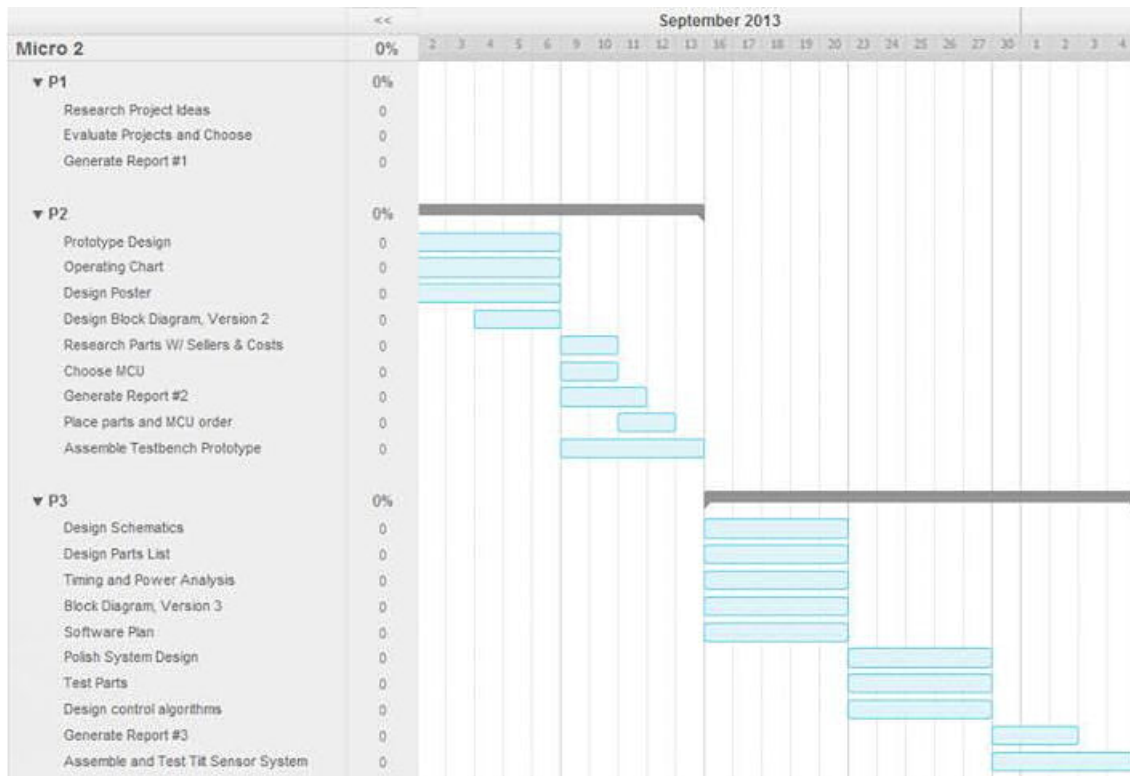 << September 2013
Micro 2 0% 2 3 4 5 6 9 10 11 12 13 16 17 18 19 20 23 24 25 26 27 30 1 2 3 4
▼ P1 0%
Research Project Ideas 0
Evaluate Projects and Choose 0
Generate Report #1 0
▼ P2 0%
Prototype Design 0
Operating Chart 0
Design Poster 0
Design Block Diagram, Version 2 0
Research Parts W/ Sellers & Costs 0
Choose MCU 0
Generate Report #2 0
Place parts and MCU order 0
Assemble Testbench Prototype 0
▼ P3 0%
Design Schematics 0
Design Parts List 0
Timing and Power Analysis 0
Block Diagram, Version 3 0
Software Plan 0
Polish System Design 0
Test Parts 0
Design control algorithms 0
Generate Report #3 0
Assemble and Test Tilt Sensor System 0